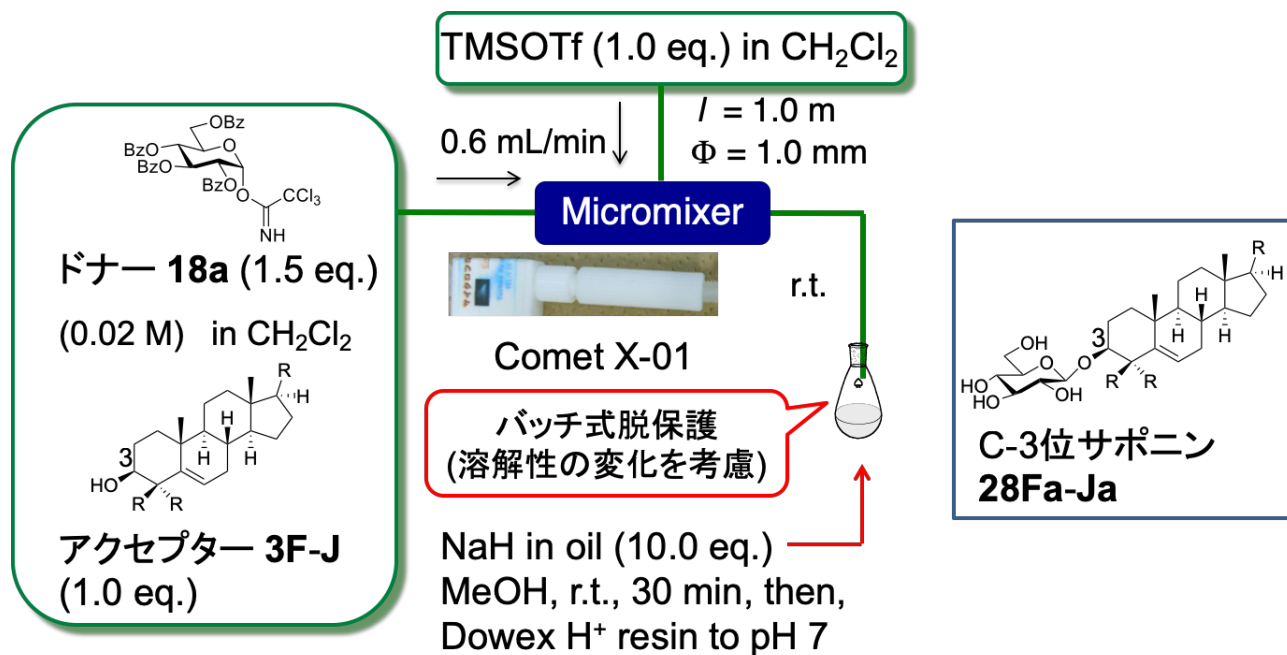 TMSOTf (1.0 eq.) in CH₂Cl₂
0.6 mL/min
l = 1.0 m
Φ = 1.0 mm
OBz
BzO
BzO
BzO
O
O
CCl₃
NH
ドナー 18a (1.5 eq.)
(0.02 M) in CH₂Cl₂
R
H
H
H
H
3
HO
R
R
アクセプター 3F-J
(1.0 eq.)
Micromixer
Comet X-01
r.t.
バッチ式脱保護
(溶解性の変化を考慮)
NaH in oil (10.0 eq.)
MeOH, r.t., 30 min, then,
Dowex H⁺ resin to pH 7
R
H
H
H
H
3
OH
O
O
HO
HO
OH
R
R
C-3位サポニン
28Fa-Ja